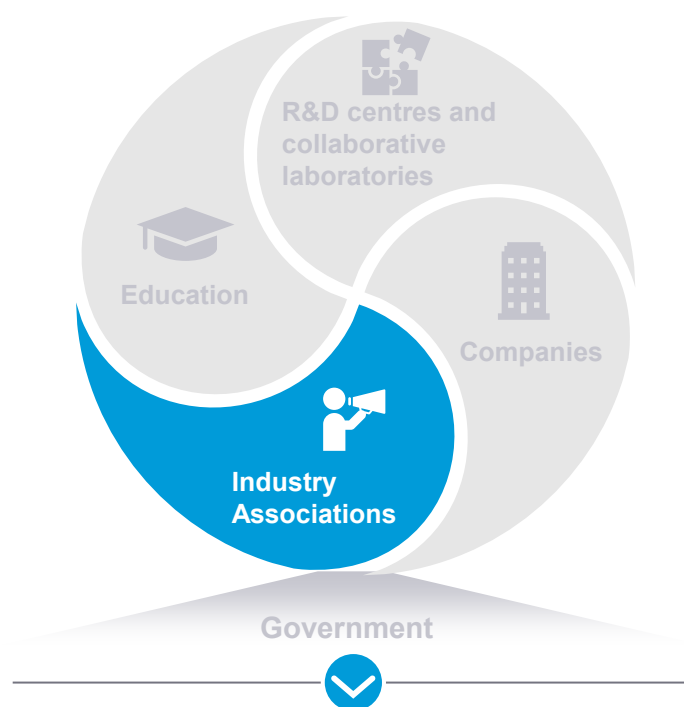 R&D centres and
collaborative
laboratories
Education
Companies
Industry
Associations
Government